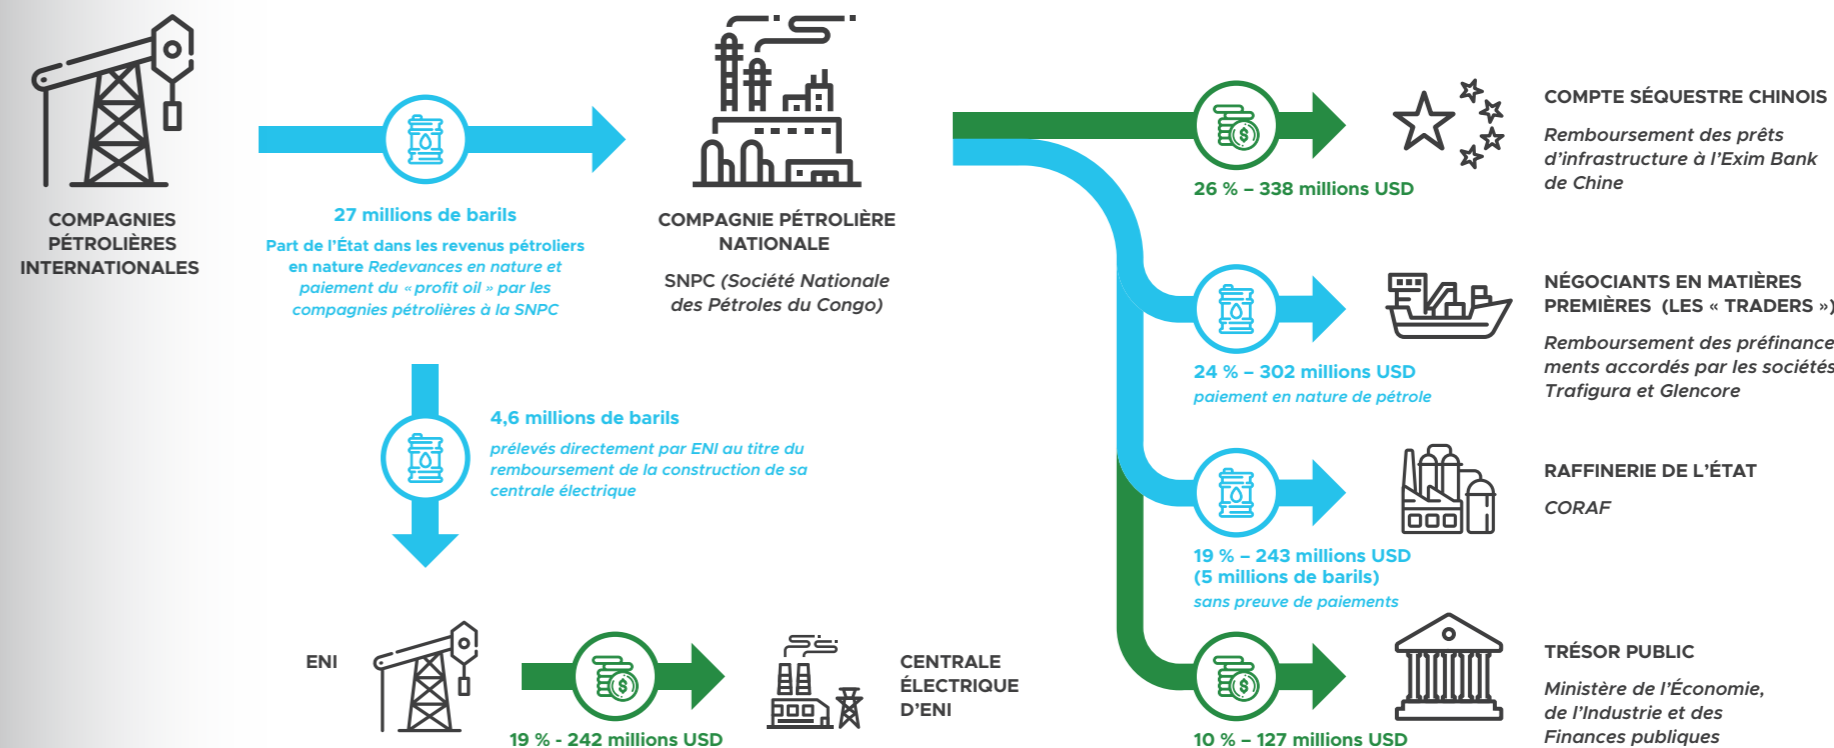 COMPAGNIES
PÉTROLIÈRES
INTERNATIONALES
27 millions de barils
Part de l'État dans les revenus pétroliers
en nature Redevances en nature et
paiement du « profit oil » par les
compagnies pétrolières à la SNPC
COMPAGNIE PÉTROLIÈRE
NATIONALE
SNPC (Société Nationale
des Pétroles du Congo)
4,6 millions de barils
prélevés directement par ENI au titre du
remboursement de la construction de sa
centrale électrique
ENI
19 % - 242 millions USD
CENTRALE
ÉLECTRIQUE
D'ENI
26 % – 338 millions USD
COMPTE SÉQUESTRE CHINOIS
Remboursement des prêts
d'infrastructure à l'Exim Bank
de Chine
24 % – 302 millions USD
paiement en nature de pétrole
NÉGOCIANTS EN MATIÈRES
PREMIÈRES (LES « TRADERS »)
Remboursement des préfinance
ments accordés par les sociétés
Trafigura et Glencore
19 % – 243 millions USD
(5 millions de barils)
sans preuve de paiements
RAFFINERIE DE L'ÉTAT
CORAF
10 % – 127 millions USD
TRÉSOR PUBLIC
Ministère de l'Économie,
de l'Industrie et des
Finances publiques